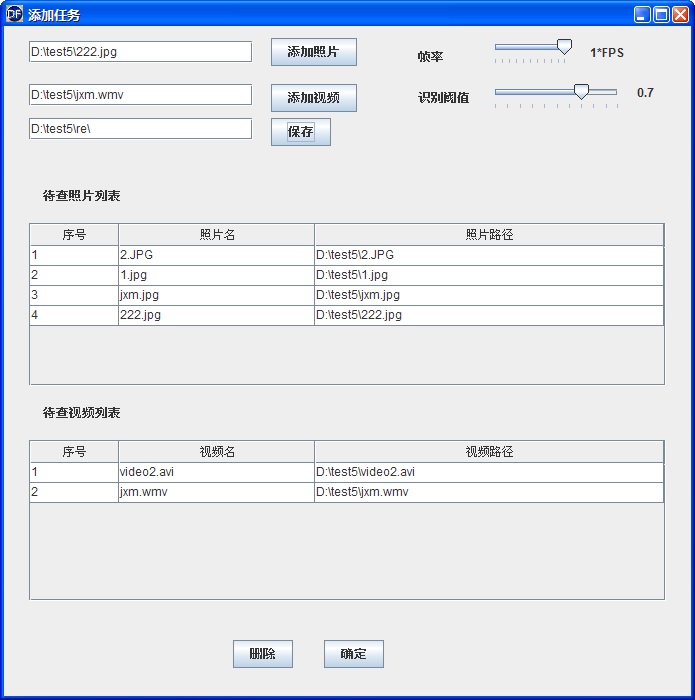 DF 添加任务
D:\test5\222.jpg 添加照片 帧率 1*FPS
D:\test5\jxm.wmv 添加视频 识别阈值 0.7
D:\test5\re\ 保存
待查照片列表
序号 照片名 照片路径
1 2.JPG D:\test5\2.JPG
2 1.jpg D:\test5\1.jpg
3 jxm.jpg D:\test5\jxm.jpg
4 222.jpg D:\test5\222.jpg
待查视频列表
序号 视频名 视频路径
1 video2.avi D:\test5\video2.avi
2 jxm.wmv D:\test5\jxm.wmv
删除 确定